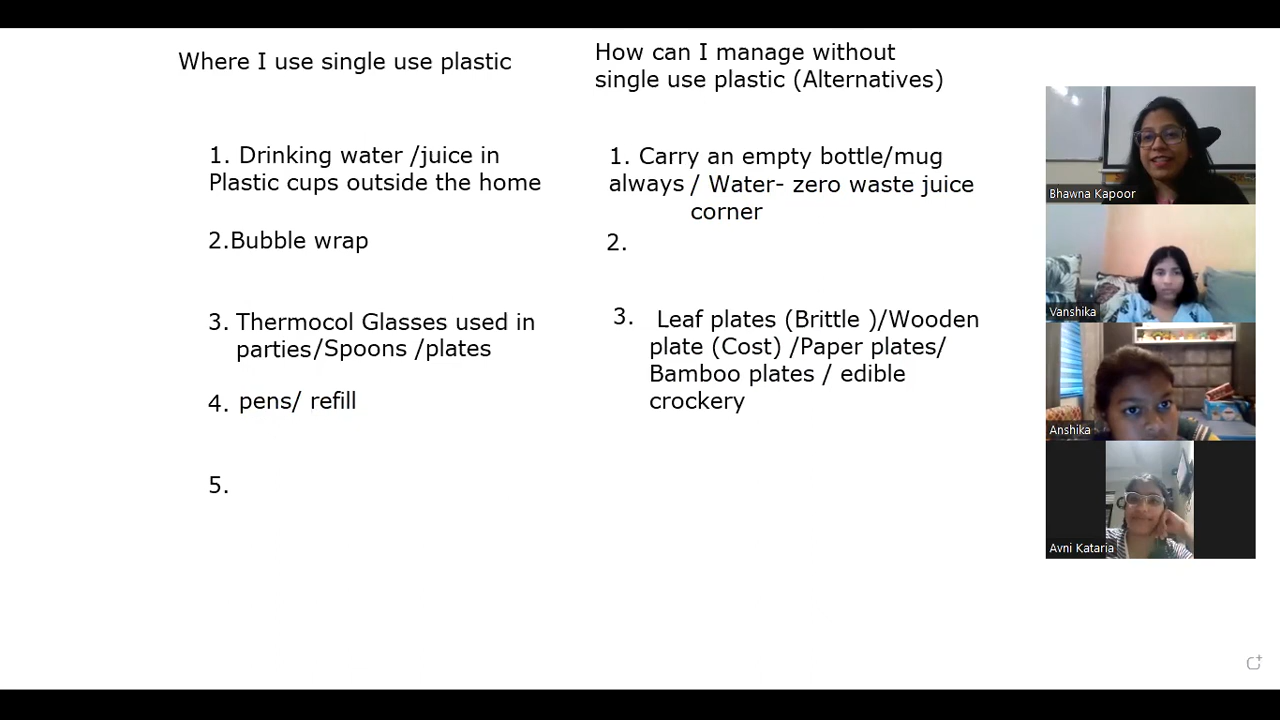 Where I use single use plastic
How can I manage without
single use plastic (Alternatives)
1. Drinking water /juice in
Plastic cups outside the home
1. Carry an empty bottle/mug
always / Water- zero waste juice
corner
2.Bubble wrap
2.
3. Thermocol Glasses used in
parties/Spoons /plates
3. Leaf plates (Brittle )/Wooden
plate (Cost) /Paper plates/
Bamboo plates / edible
crockery
4. pens/ refill
5.
Bhawna Kapoor
Vanshika
Anshika
Avni Kataria